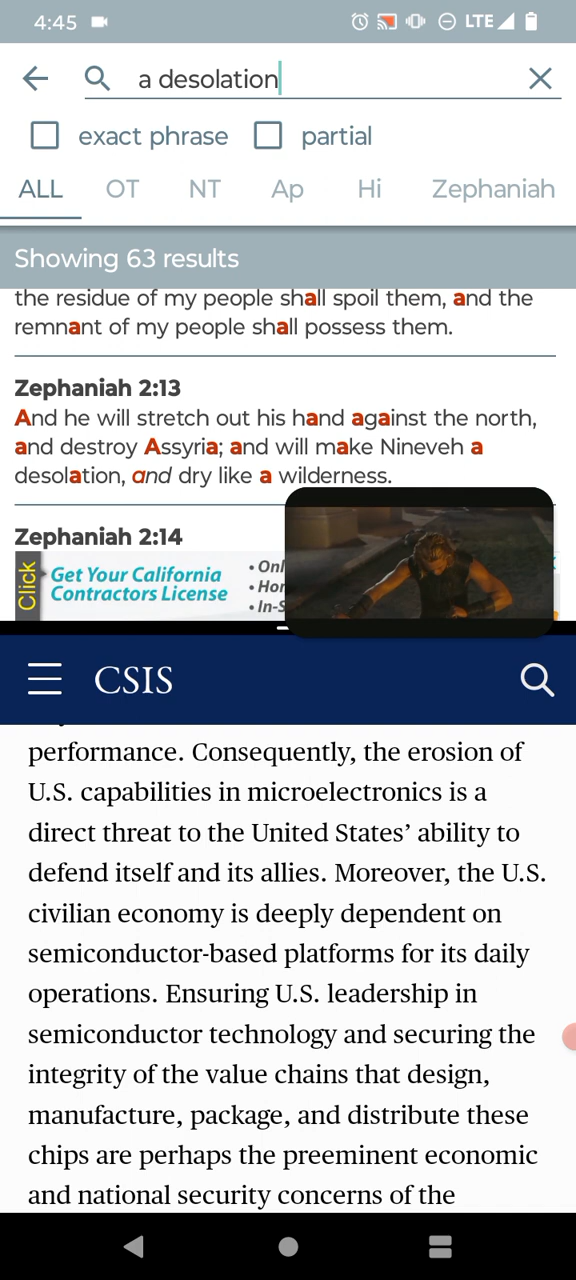 4:45 LTE
a desolation
exact phrase partial
ALL OT NT Ap Hi Zephaniah
Showing 63 results
the residue of my people shall spoil them, and the
remnant of my people shall possess them.
Zephaniah 2:13
And he will stretch out his hand against the north,
and destroy Assyria; and will make Nineveh a
desolation, and dry like a wilderness.
Zephaniah 2:14
Click
Get Your California
Contractors License
CSIS
performance. Consequently, the erosion of
U.S. capabilities in microelectronics is a
direct threat to the United States’ ability to
defend itself and its allies. Moreover, the U.S.
civilian economy is deeply dependent on
semiconductor-based platforms for its daily
operations. Ensuring U.S. leadership in
semiconductor technology and securing the
integrity of the value chains that design,
manufacture, package, and distribute these
chips are perhaps the preeminent economic
and national security concerns of the